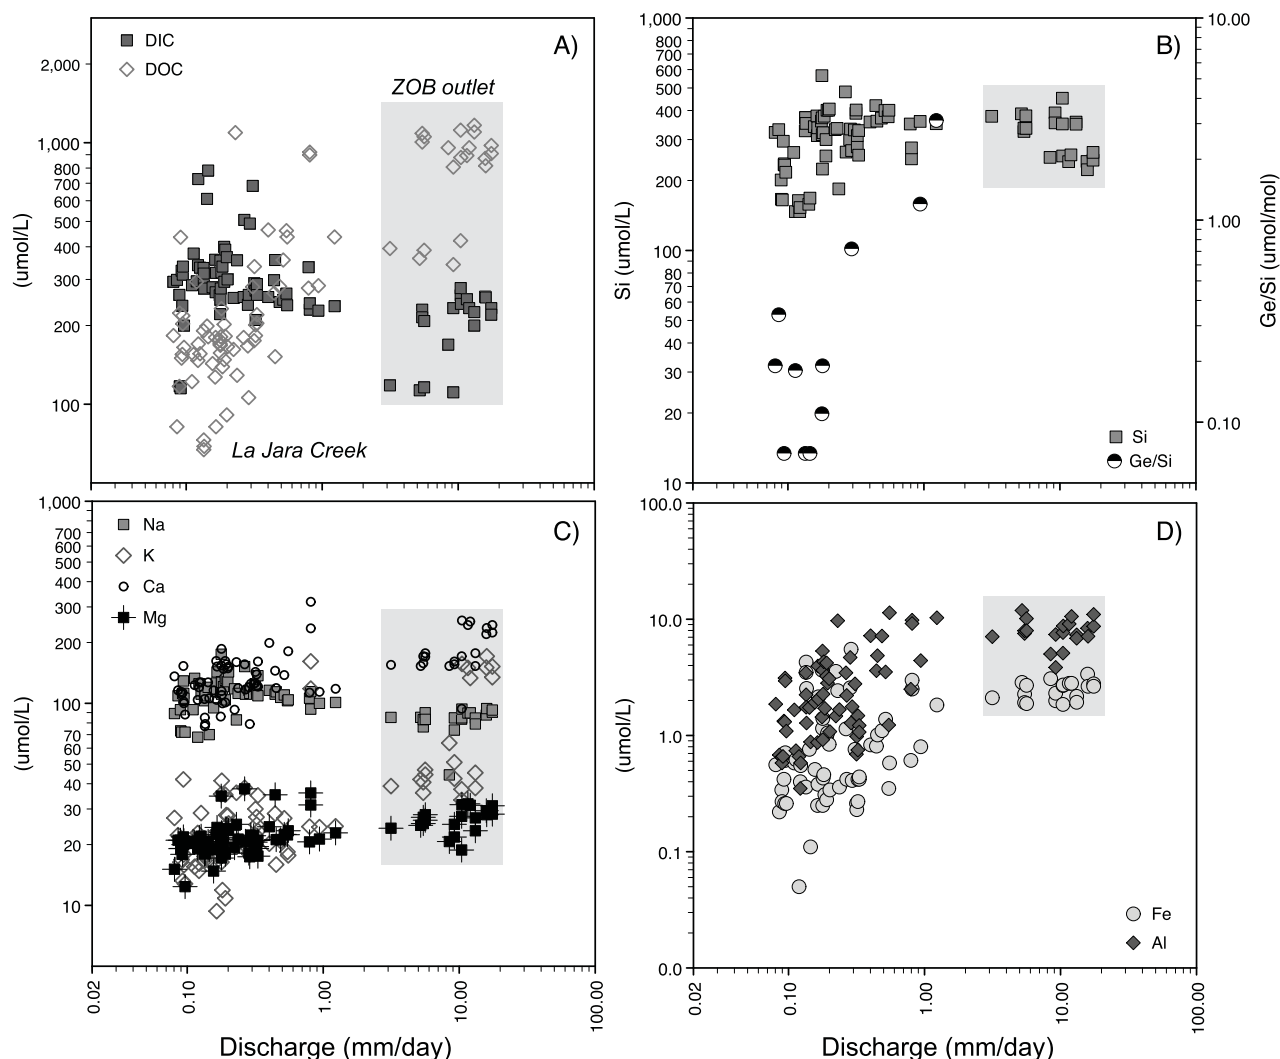 A)
DIC
DOC
ZOB outlet
La Jara Creek
2,000
1,000
800
700
600
500
400
300
200
100
(umol/L)
B)
1,000
800
600
500
400
300
200
100
80
70
60
50
40
30
20
10
Si (umol/L)
10.00
1.00
0.10
Ge/Si (umol/mol)
Si
Ge/Si
C)
Na
K
Ca
Mg
1,000
700
600
500
400
300
200
100
70
60
50
40
30
20
10
(umol/L)
0.02
0.10
1.00
10.00
100.00
Discharge (mm/day)
D)
100.0
10.0
1.0
0.1
0.0
(umol/L)
Fe
Al
0.02
0.10
1.00
10.00
100.00
Discharge (mm/day)